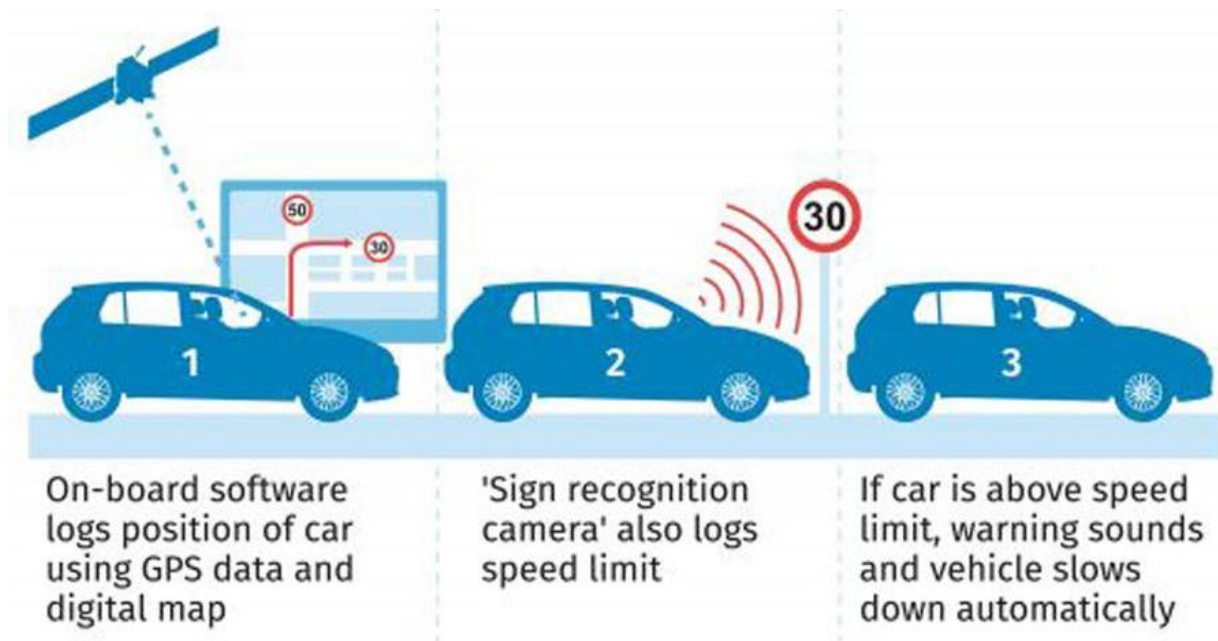 50
30
30
1
2
3
On-board software
logs position of car
using GPS data and
digital map
'Sign recognition
camera' also logs
speed limit
If car is above speed
limit, warning sounds
and vehicle slows
down automatically